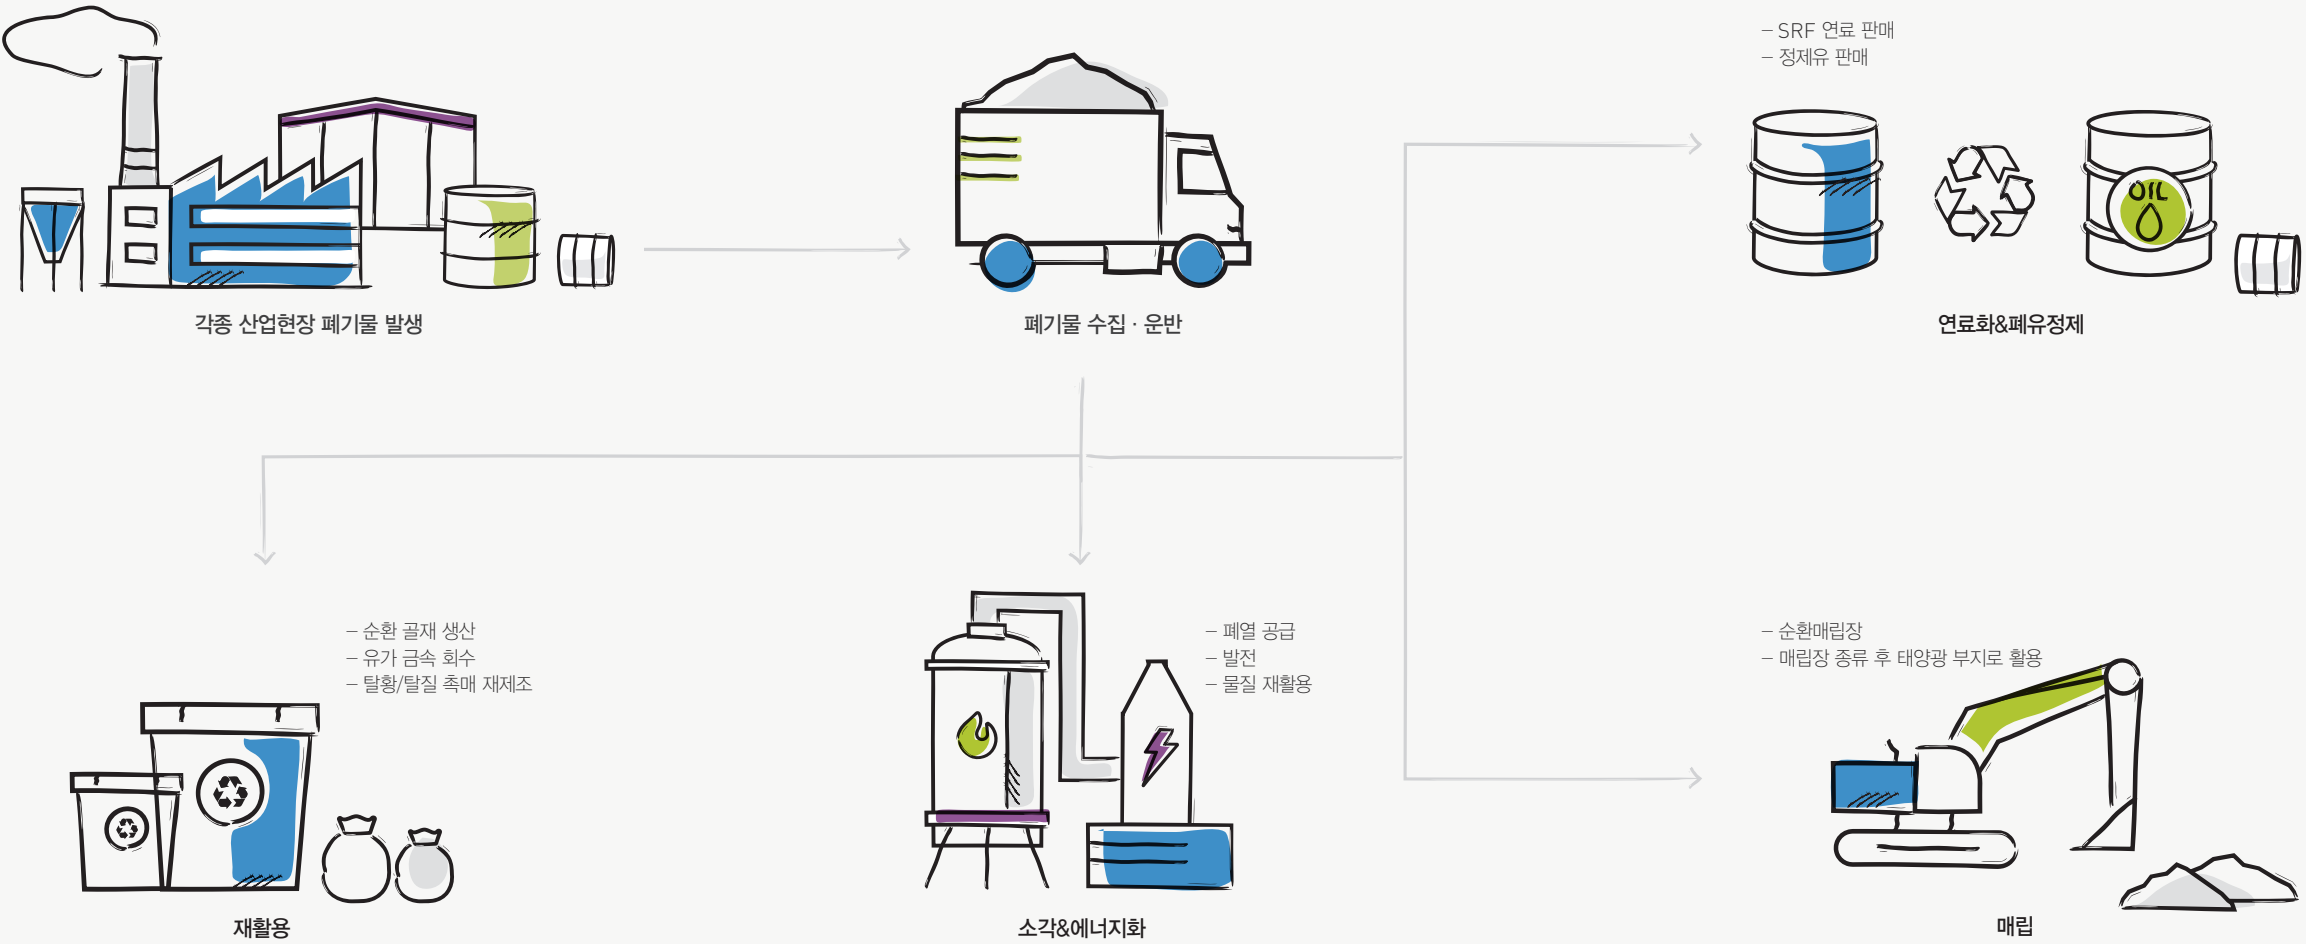 각종 산업현장 폐기물 발생
폐기물 수집 · 운반
– SRF 연료 판매
– 정제유 판매
OIL
연료화&폐유정제
– 순환 골재 생산
– 유가 금속 회수
– 탈황/탈질 촉매 재제조
재활용
– 폐열 공급
– 발전
– 물질 재활용
소각&에너지화
– 순환매립장
– 매립장 종류 후 태양광 부지로 활용
매립